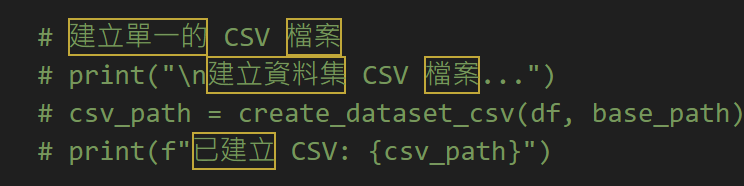 # 建立單一的 CSV 檔案
# print("\n建立資料集 CSV 檔案...")
# csv_path = create_dataset_csv(df, base_path)
# print(f"已建立 CSV: {csv_path}")